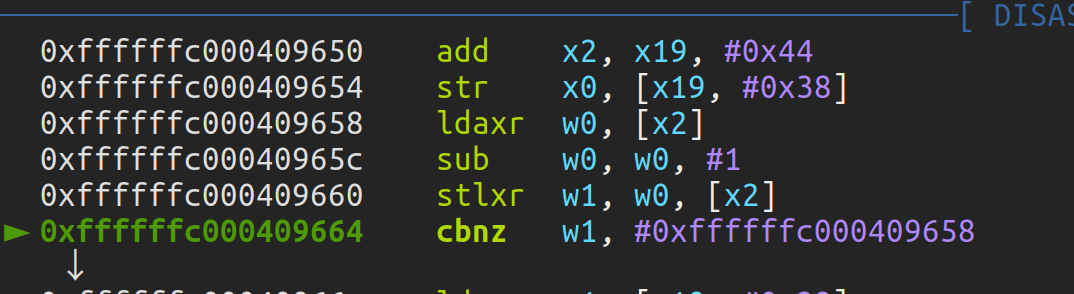 [ DISAS
0xffffffc000409650 add x2, x19, #0x44
0xffffffc000409654 str x0, [x19, #0x38]
0xffffffc000409658 ldaxr w0, [x2]
0xffffffc00040965c sub w0, w0, #1
0xffffffc000409660 stlxr w1, w0, [x2]
► 0xffffffc000409664 cbnz w1, #0xffffffc000409658
↓